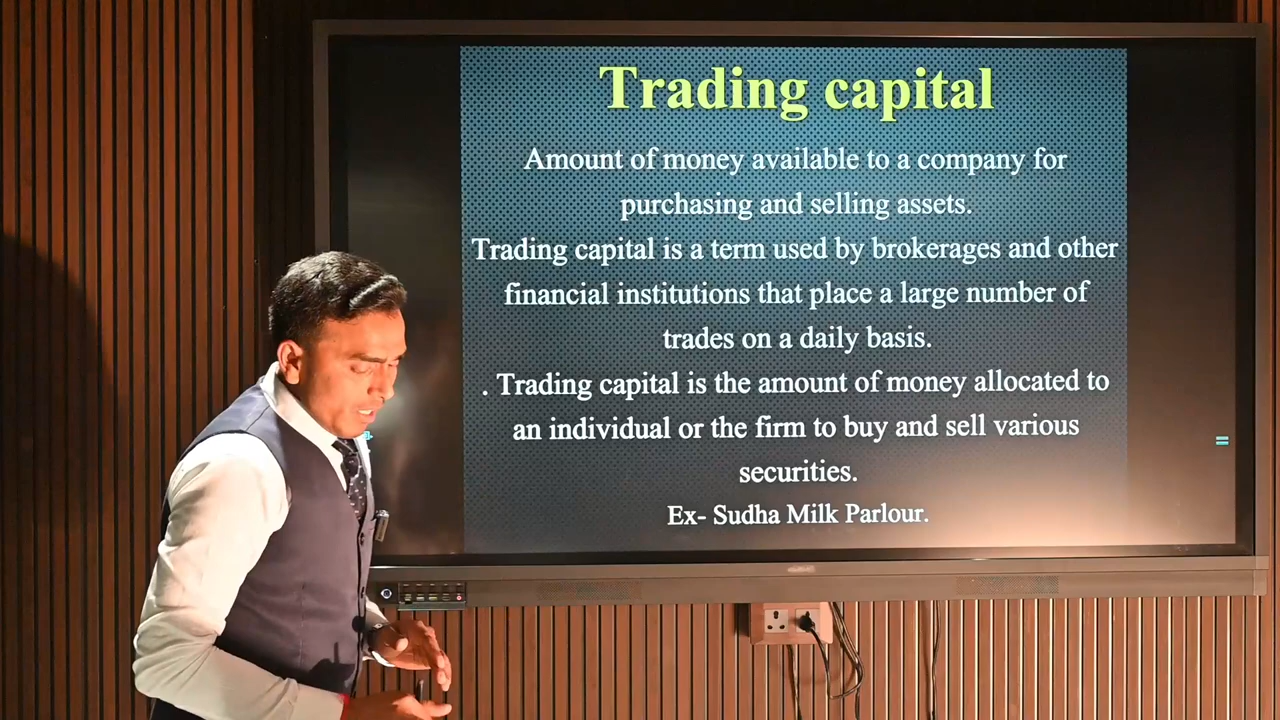 Trading capital
Amount of money available to a company for
purchasing and selling assets.
Trading capital is a term used by brokerages and other
financial institutions that place a large number of
trades on a daily basis.
. Trading capital is the amount of money allocated to
an individual or the firm to buy and sell various
securities.
Ex- Sudha Milk Parlour.